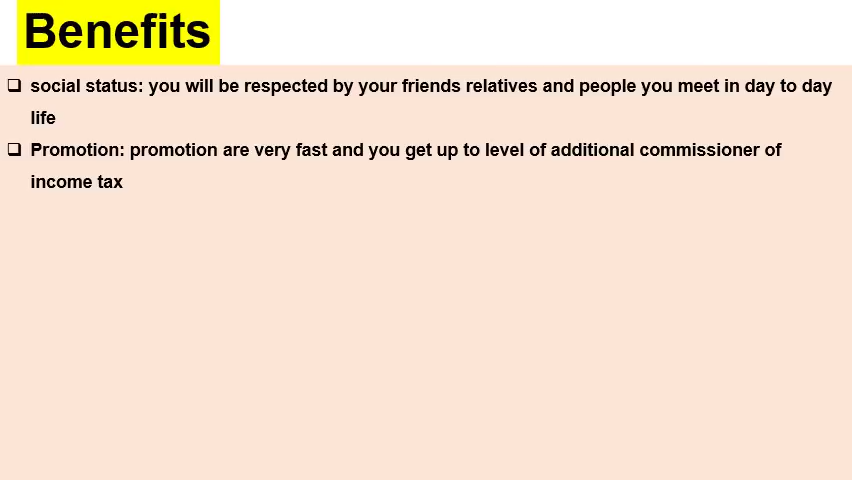 Benefits
❑ social status: you will be respected by your friends relatives and people you meet in day to day
life
❑ Promotion: promotion are very fast and you get up to level of additional commissioner of
income tax